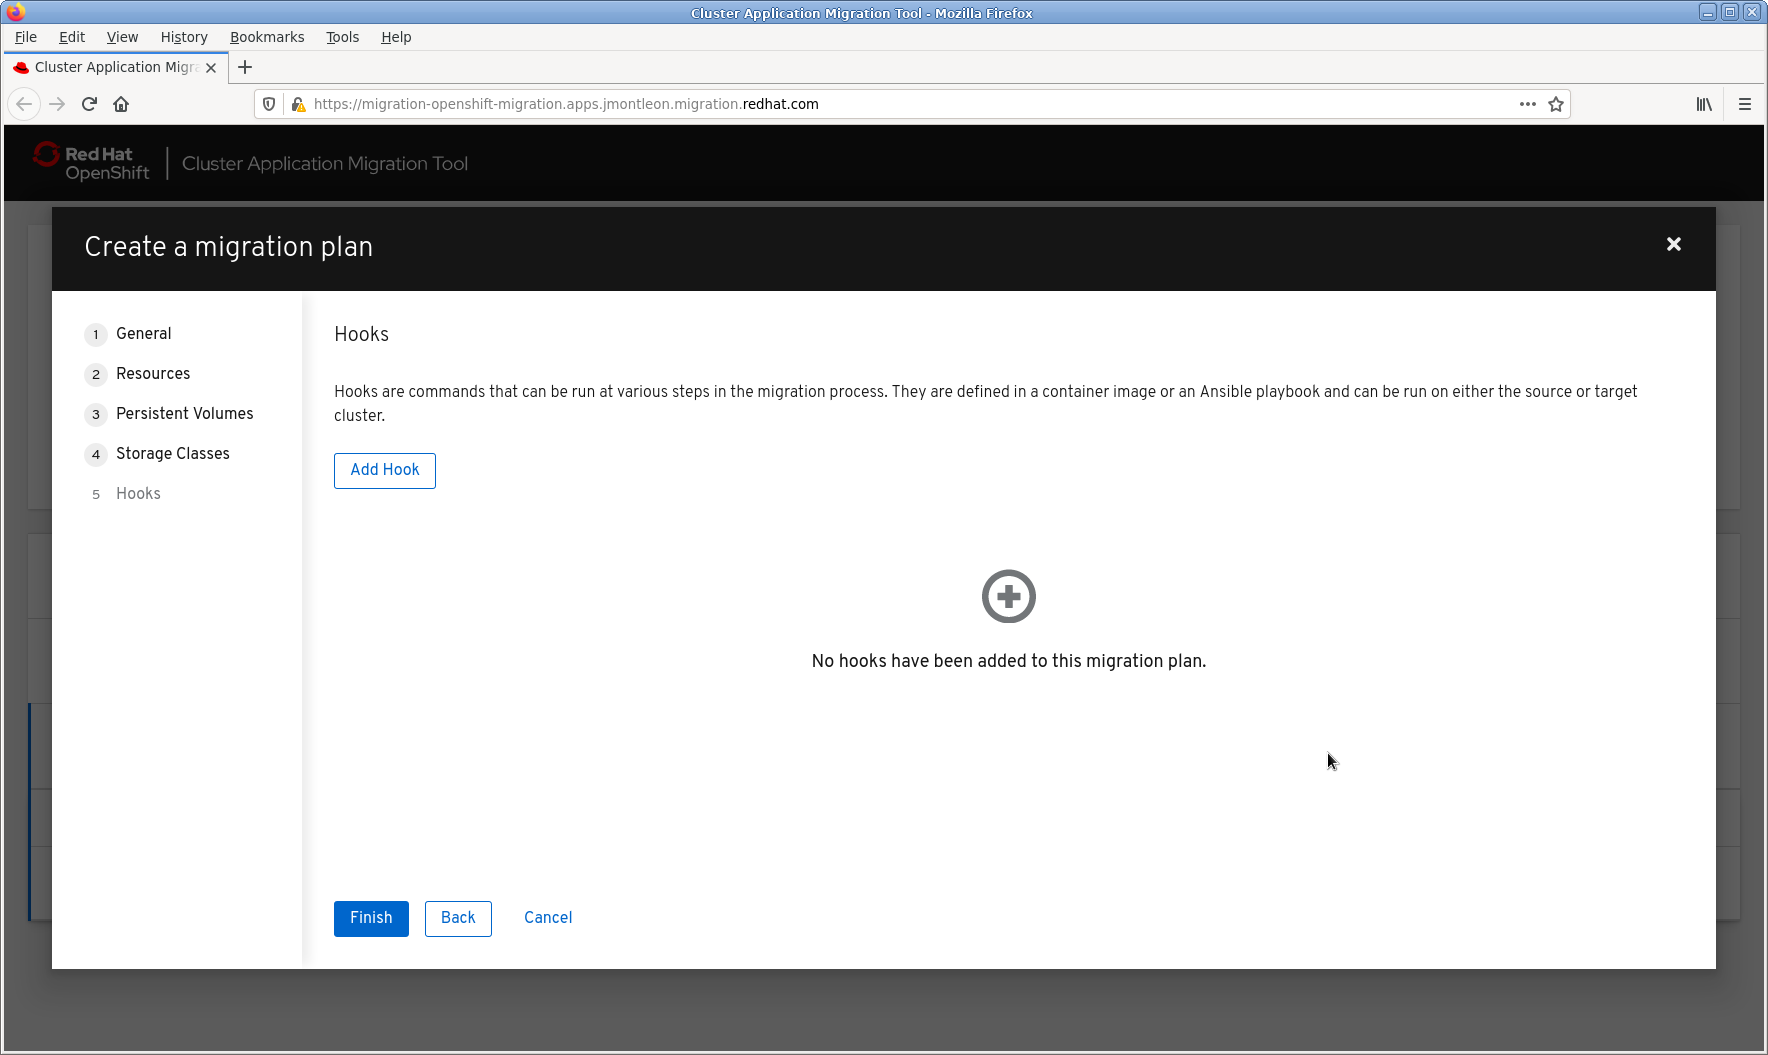 Cluster Application Migration Tool - Mozilla Firefox
File Edit View History Bookmarks Tools Help
Cluster Application Migra
https://migration-openshift-migration.apps.jmontleon.migration.redhat.com
Red Hat
OpenShift
Cluster Application Migration Tool
Create a migration plan
1 General
2 Resources
3 Persistent Volumes
4 Storage Classes
5 Hooks
Hooks
Hooks are commands that can be run at various steps in the migration process. They are defined in a container image or an Ansible playbook and can be run on either the source or target
cluster.
Add Hook
No hooks have been added to this migration plan.
Finish Back Cancel